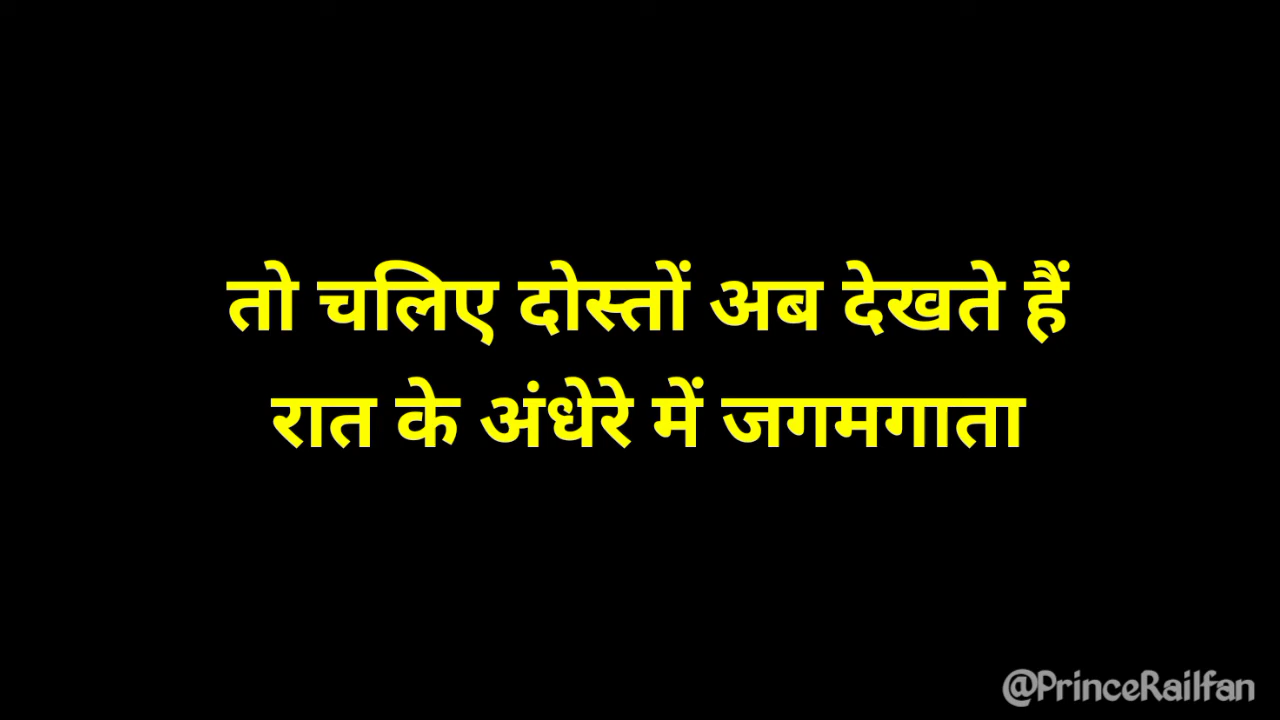 तो चलिए दोस्तों अब देखते हैं
रात के अंधेरे में जगमगाता
@PrinceRailfan